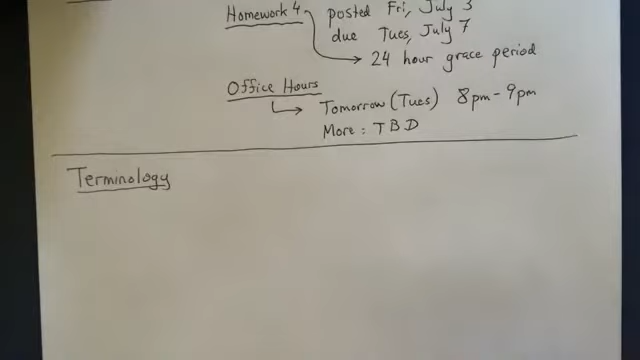 Homework 4 posted Fri, July 3
due Tues, July 7
24 hour grace period
Office Hours
Tomorrow (Tues) 8pm - 9pm
More : TBD
Terminology